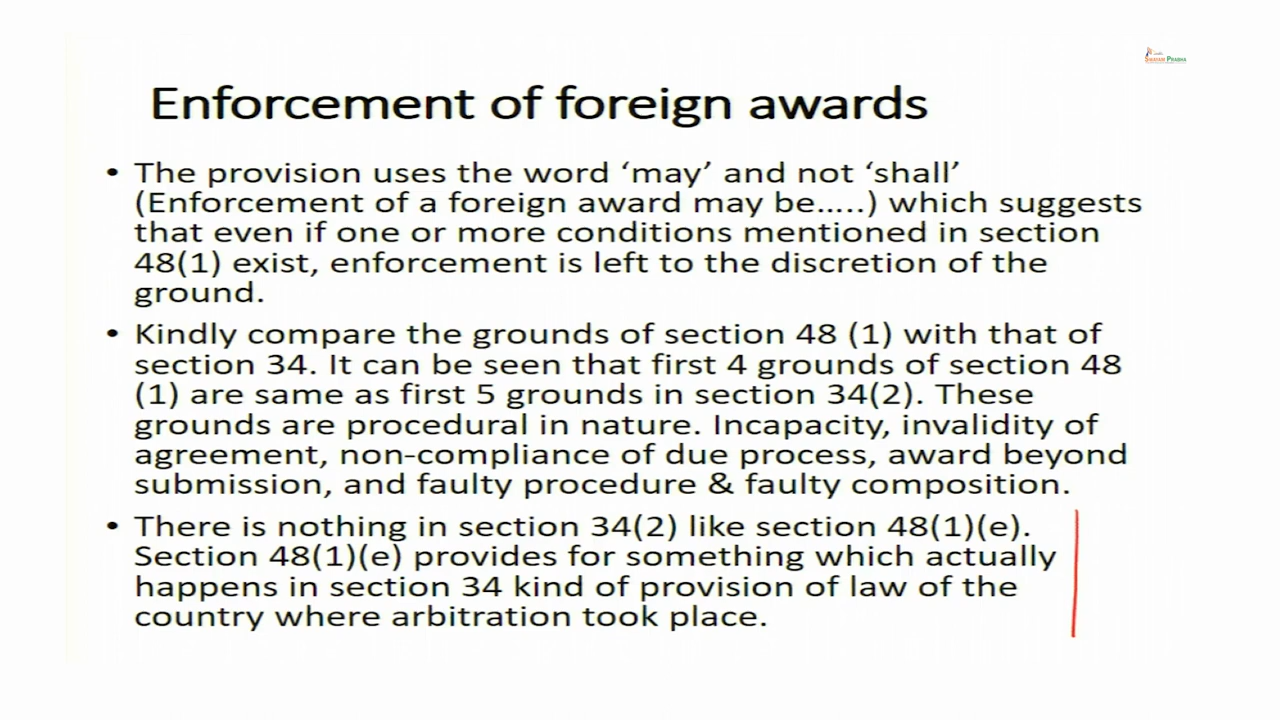 SWAYAM PRABHA
Enforcement of foreign awards
• The provision uses the word ‘may’ and not ‘shall’
(Enforcement of a foreign award may be.....) which suggests
that even if one or more conditions mentioned in section
48(1) exist, enforcement is left to the discretion of the
ground.
• Kindly compare the grounds of section 48 (1) with that of
section 34. It can be seen that first 4 grounds of section 48
(1) are same as first 5 grounds in section 34(2). These
grounds are procedural in nature. Incapacity, invalidity of
agreement, non-compliance of due process, award beyond
submission, and faulty procedure & faulty composition.
• There is nothing in section 34(2) like section 48(1)(e).
Section 48(1)(e) provides for something which actually
happens in section 34 kind of provision of law of the
country where arbitration took place.